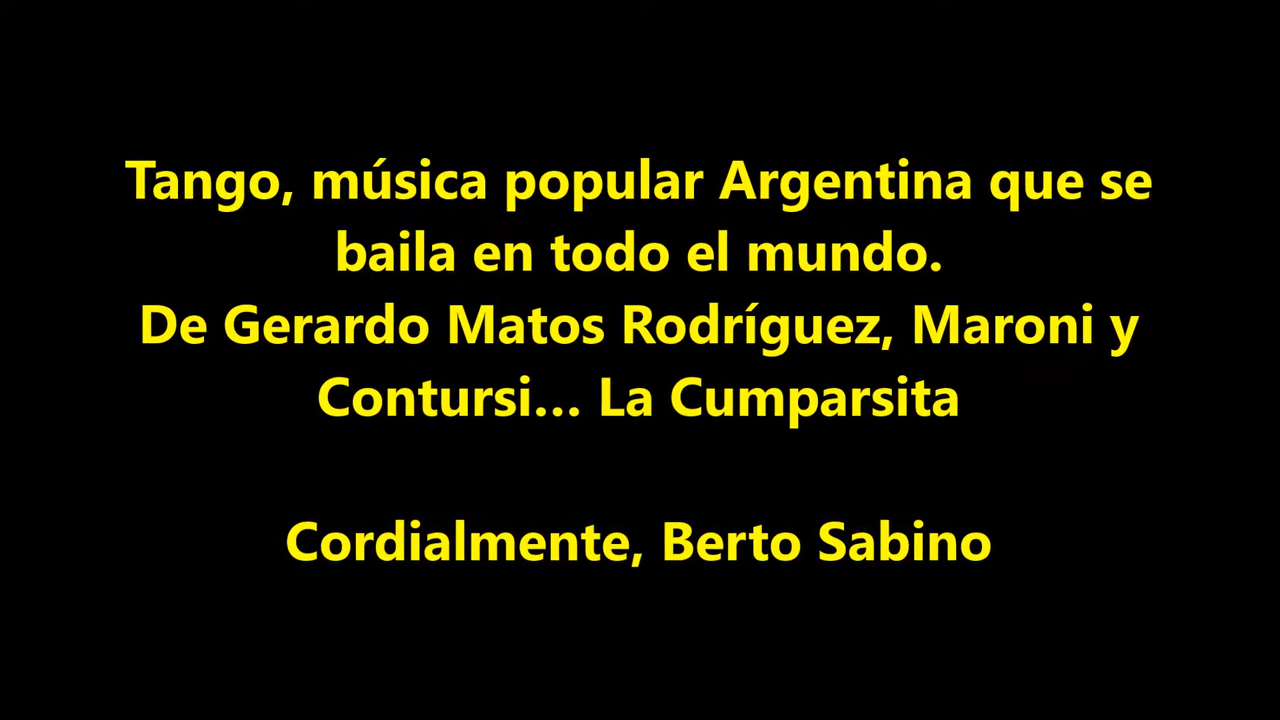 Tango, música popular Argentina que se
baila en todo el mundo.
De Gerardo Matos Rodríguez, Maroni y
Contursi... La Cumparsita
Cordialmente, Berto Sabino